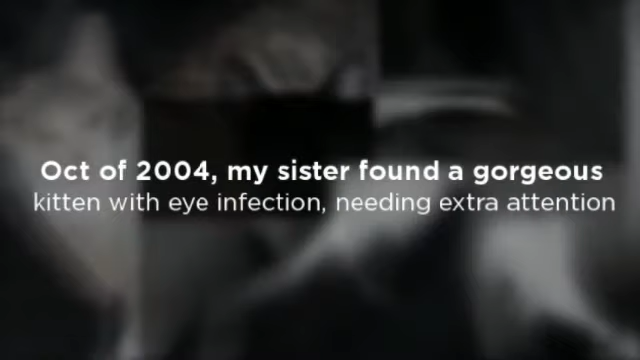 Oct of 2004, my sister found a gorgeous
kitten with eye infection, needing extra attention